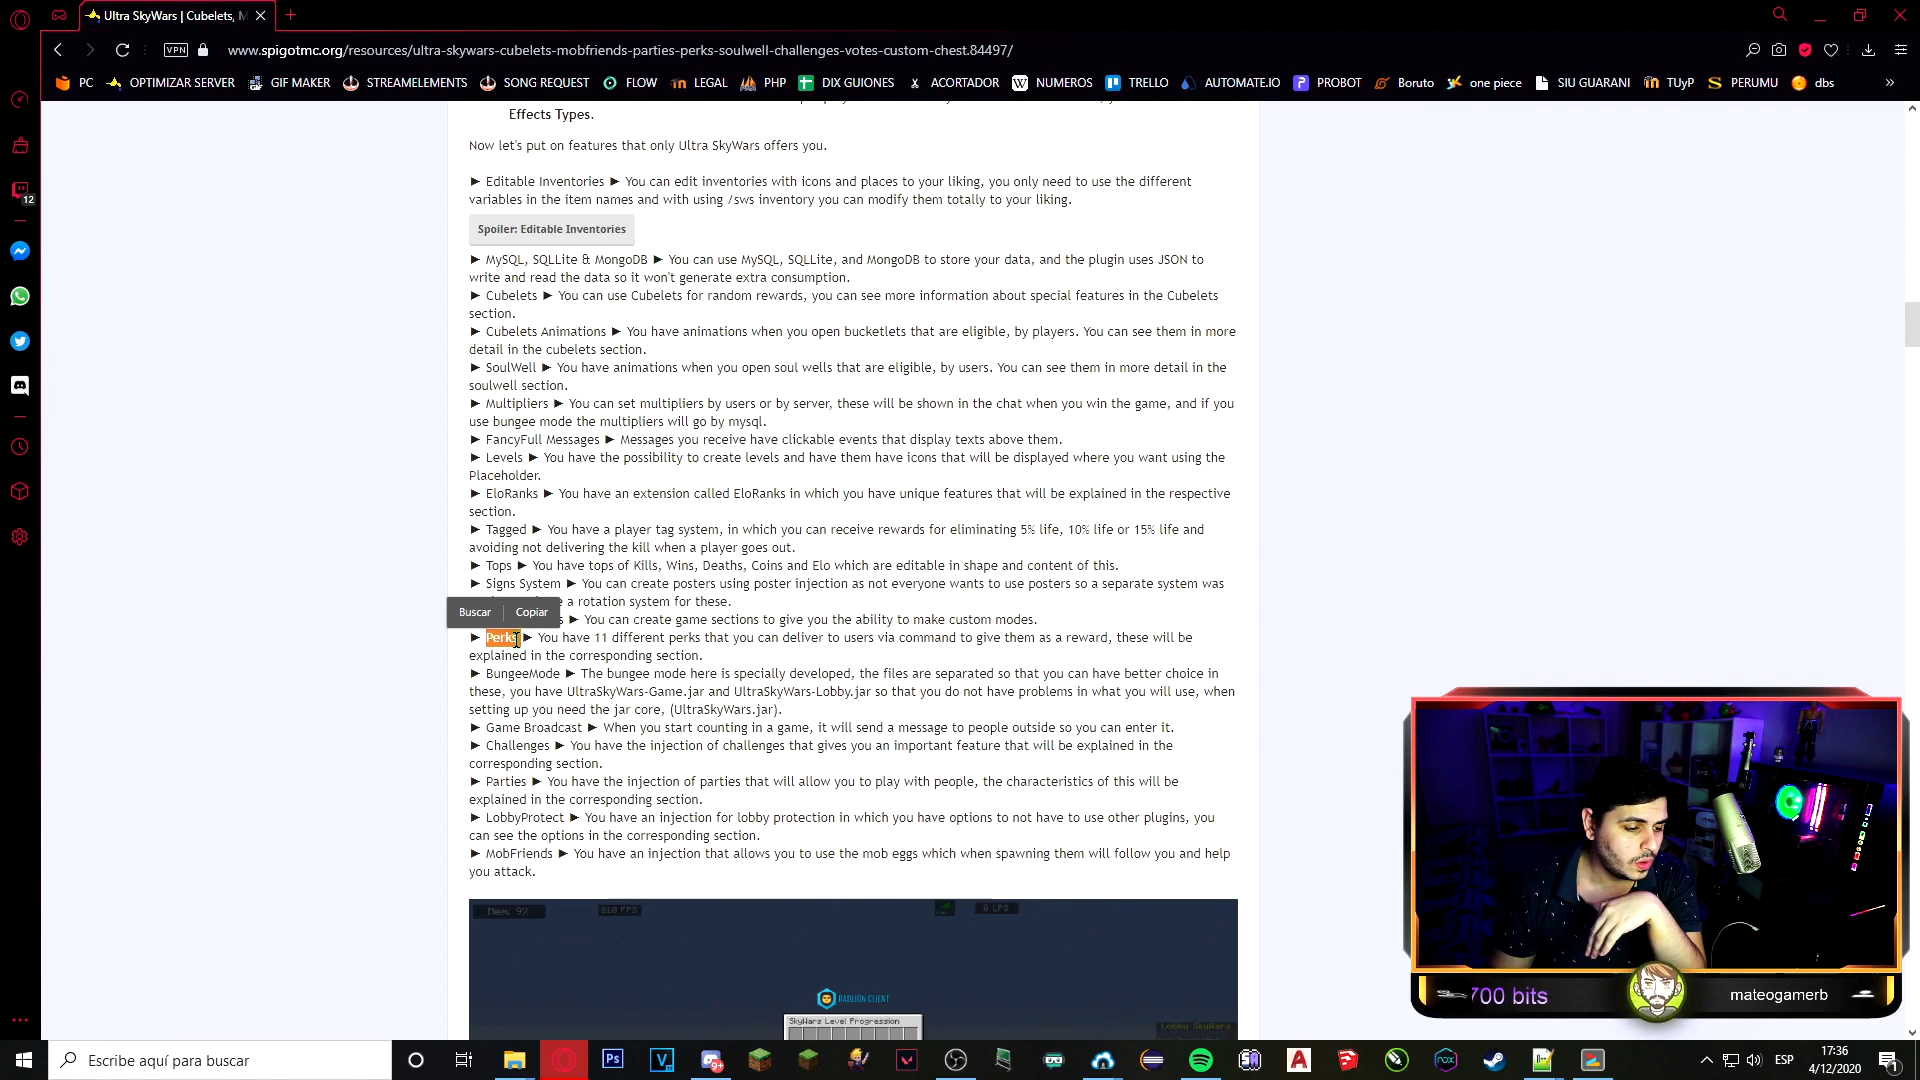 Ultra SkyWars | Cubelets, M
VPN
www.spigotmc.org/resources/ultra-skywars-cubelets-mobfriends-parties-perks-soulwell-challenges-votes-custom-chest.84497/
PC OPTIMIZAR SERVER GIF MAKER STREAMELEMENTS SONG REQUEST FLOW LEGAL PHP DIX GUIONES ACORTADOR NUMEROS TRELLO AUTOMATE.IO PROBOT Boruto one piece SIU GUARANI TUyP PERUMU dbs »
12
Effects Types.
Now let's put on features that only Ultra SkyWars offers you.
► Editable Inventories ► You can edit inventories with icons and places to your liking, you only need to use the different
variables in the item names and with using /sws inventory you can modify them totally to your liking.
Spoiler: Editable Inventories
► MySQL, SQLLite & MongoDB ► You can use MySQL, SQLLite, and MongoDB to store your data, and the plugin uses JSON to
write and read the data so it won't generate extra consumption.
► Cubelets ► You can use Cubelets for random rewards, you can see more information about special features in the Cubelets
section.
► Cubelets Animations ► You have animations when you open bucketlets that are eligible, by players. You can see them in more
detail in the cubelets section.
► SoulWell ► You have animations when you open soul wells that are eligible, by users. You can see them in more detail in the
soulwell section.
► Multipliers ► You can set multipliers by users or by server, these will be shown in the chat when you win the game, and if you
use bungee mode the multipliers will go by mysql.
► FancyFull Messages ► Messages you receive have clickable events that display texts above them.
► Levels ► You have the possibility to create levels and have them have icons that will be displayed where you want using the
Placeholder.
► EloRanks ► You have an extension called EloRanks in which you have unique features that will be explained in the respective
section.
► Tagged ► You have a player tag system, in which you can receive rewards for eliminating 5% life, 10% life or 15% life and
avoiding not delivering the kill when a player goes out.
► Tops ► You have tops of Kills, Wins, Deaths, Coins and Elo which are editable in shape and content of this.
► Signs System ► You can create posters using poster injection as not everyone wants to use posters so a separate system was
a rotation system for these.
Buscar Copiar
► You can create game sections to give you the ability to make custom modes.
► Perks ► You have 11 different perks that you can deliver to users via command to give them as a reward, these will be
explained in the corresponding section.
► BungeeMode ► The bungee mode here is specially developed, the files are separated so that you can have better choice in
these, you have UltraSkyWars-Game.jar and UltraSkyWars-Lobby.jar so that you do not have problems in what you will use, when
setting up you need the jar core, (UltraSkyWars.jar).
► Game Broadcast ► When you start counting in a game, it will send a message to people outside so you can enter it.
► Challenges ► You have the injection of challenges that gives you an important feature that will be explained in the
corresponding section.
► Parties ► You have the injection of parties that will allow you to play with people, the characteristics of this will be
explained in the corresponding section.
► LobbyProtect ► You have an injection for lobby protection in which you have options to not have to use other plugins, you
can see the options in the corresponding section.
► MobFriends ► You have an injection that allows you to use the mob eggs which when spawning them will follow you and help
you attack.
Mem: 9% 0 CPS
BADLION CLIENT
SkyWars Level Progression
Lobby SkyWars
700 bits
mateogamerb
Escribe aquí para buscar
Ps
ESP
17:36
4/12/2020